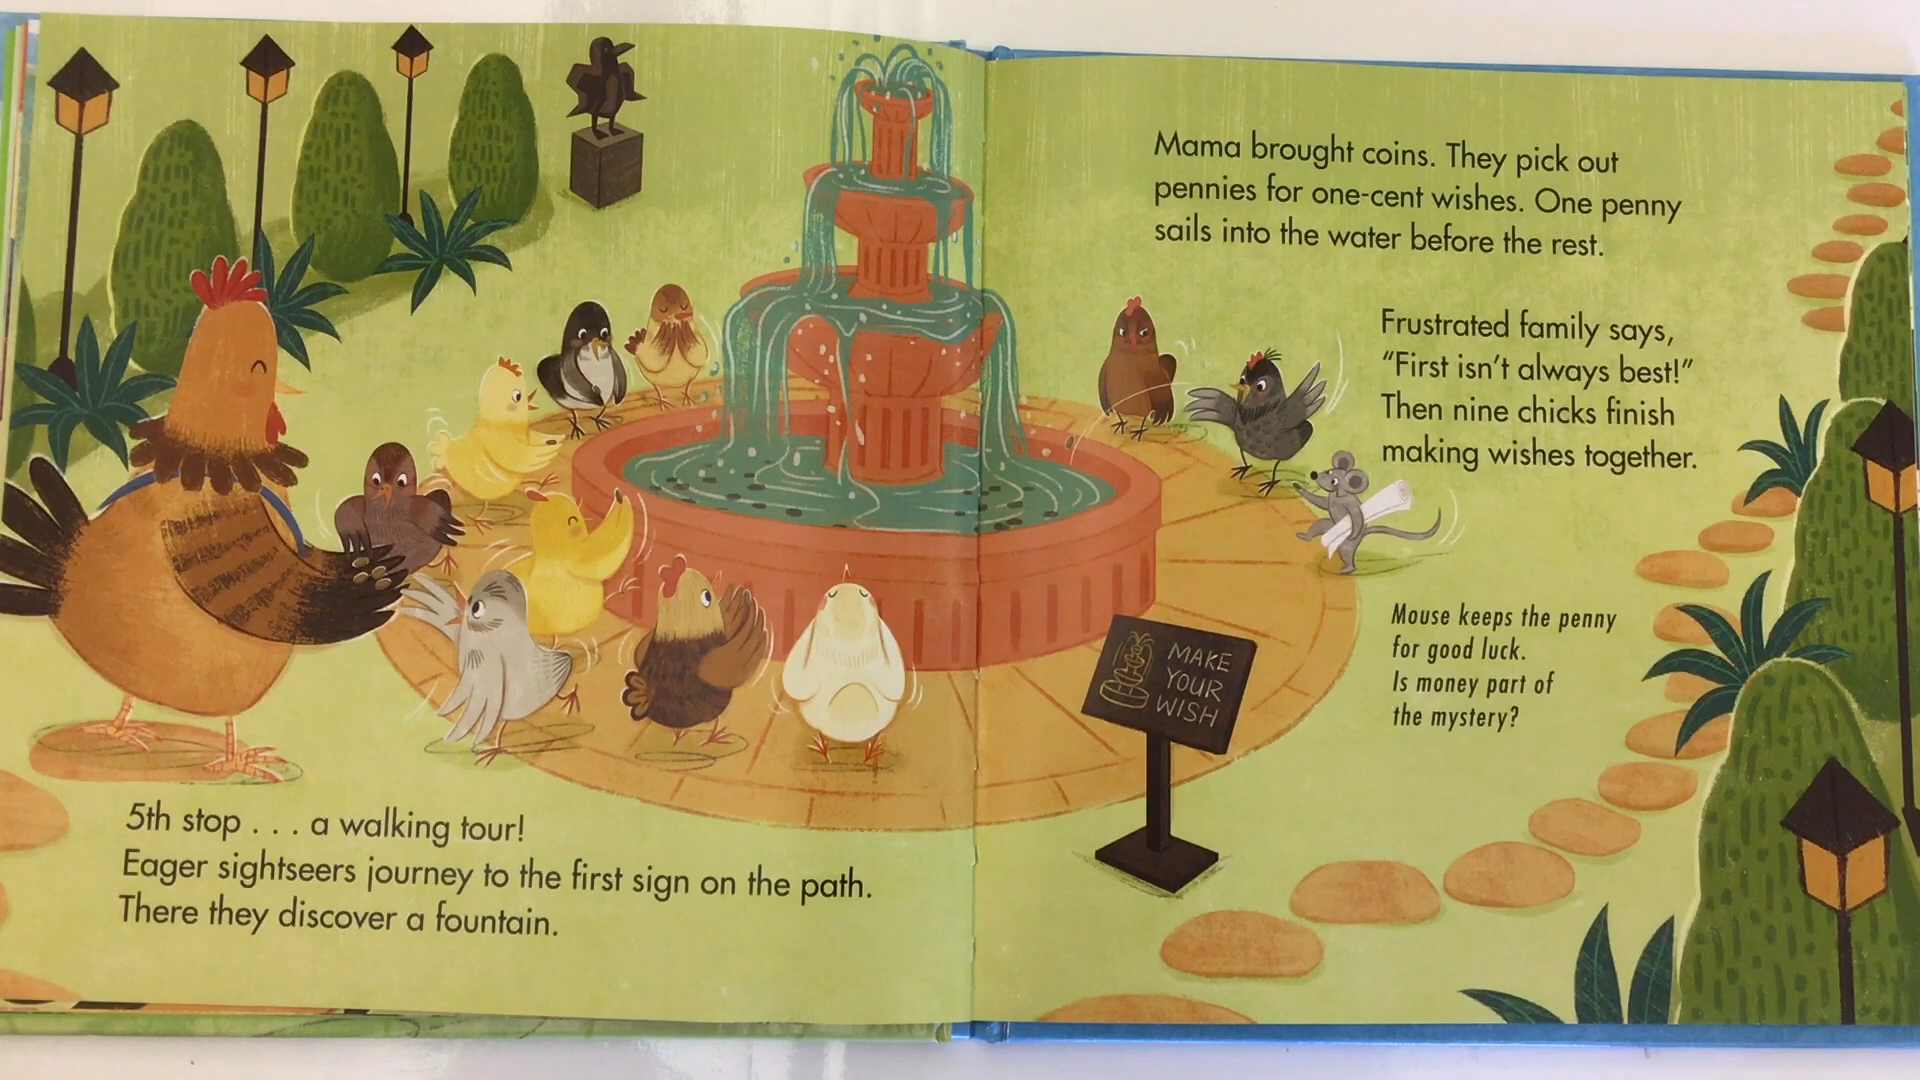 5th stop . . . a walking tour!
Eager sightseers journey to the first sign on the path.
There they discover a fountain.
Mama brought coins. They pick out
pennies for one-cent wishes. One penny
sails into the water before the rest.
Frustrated family says,
“First isn’t always best!”
Then nine chicks finish
making wishes together.
Mouse keeps the penny
for good luck.
Is money part of
the mystery?
MAKE
YOUR
WISH